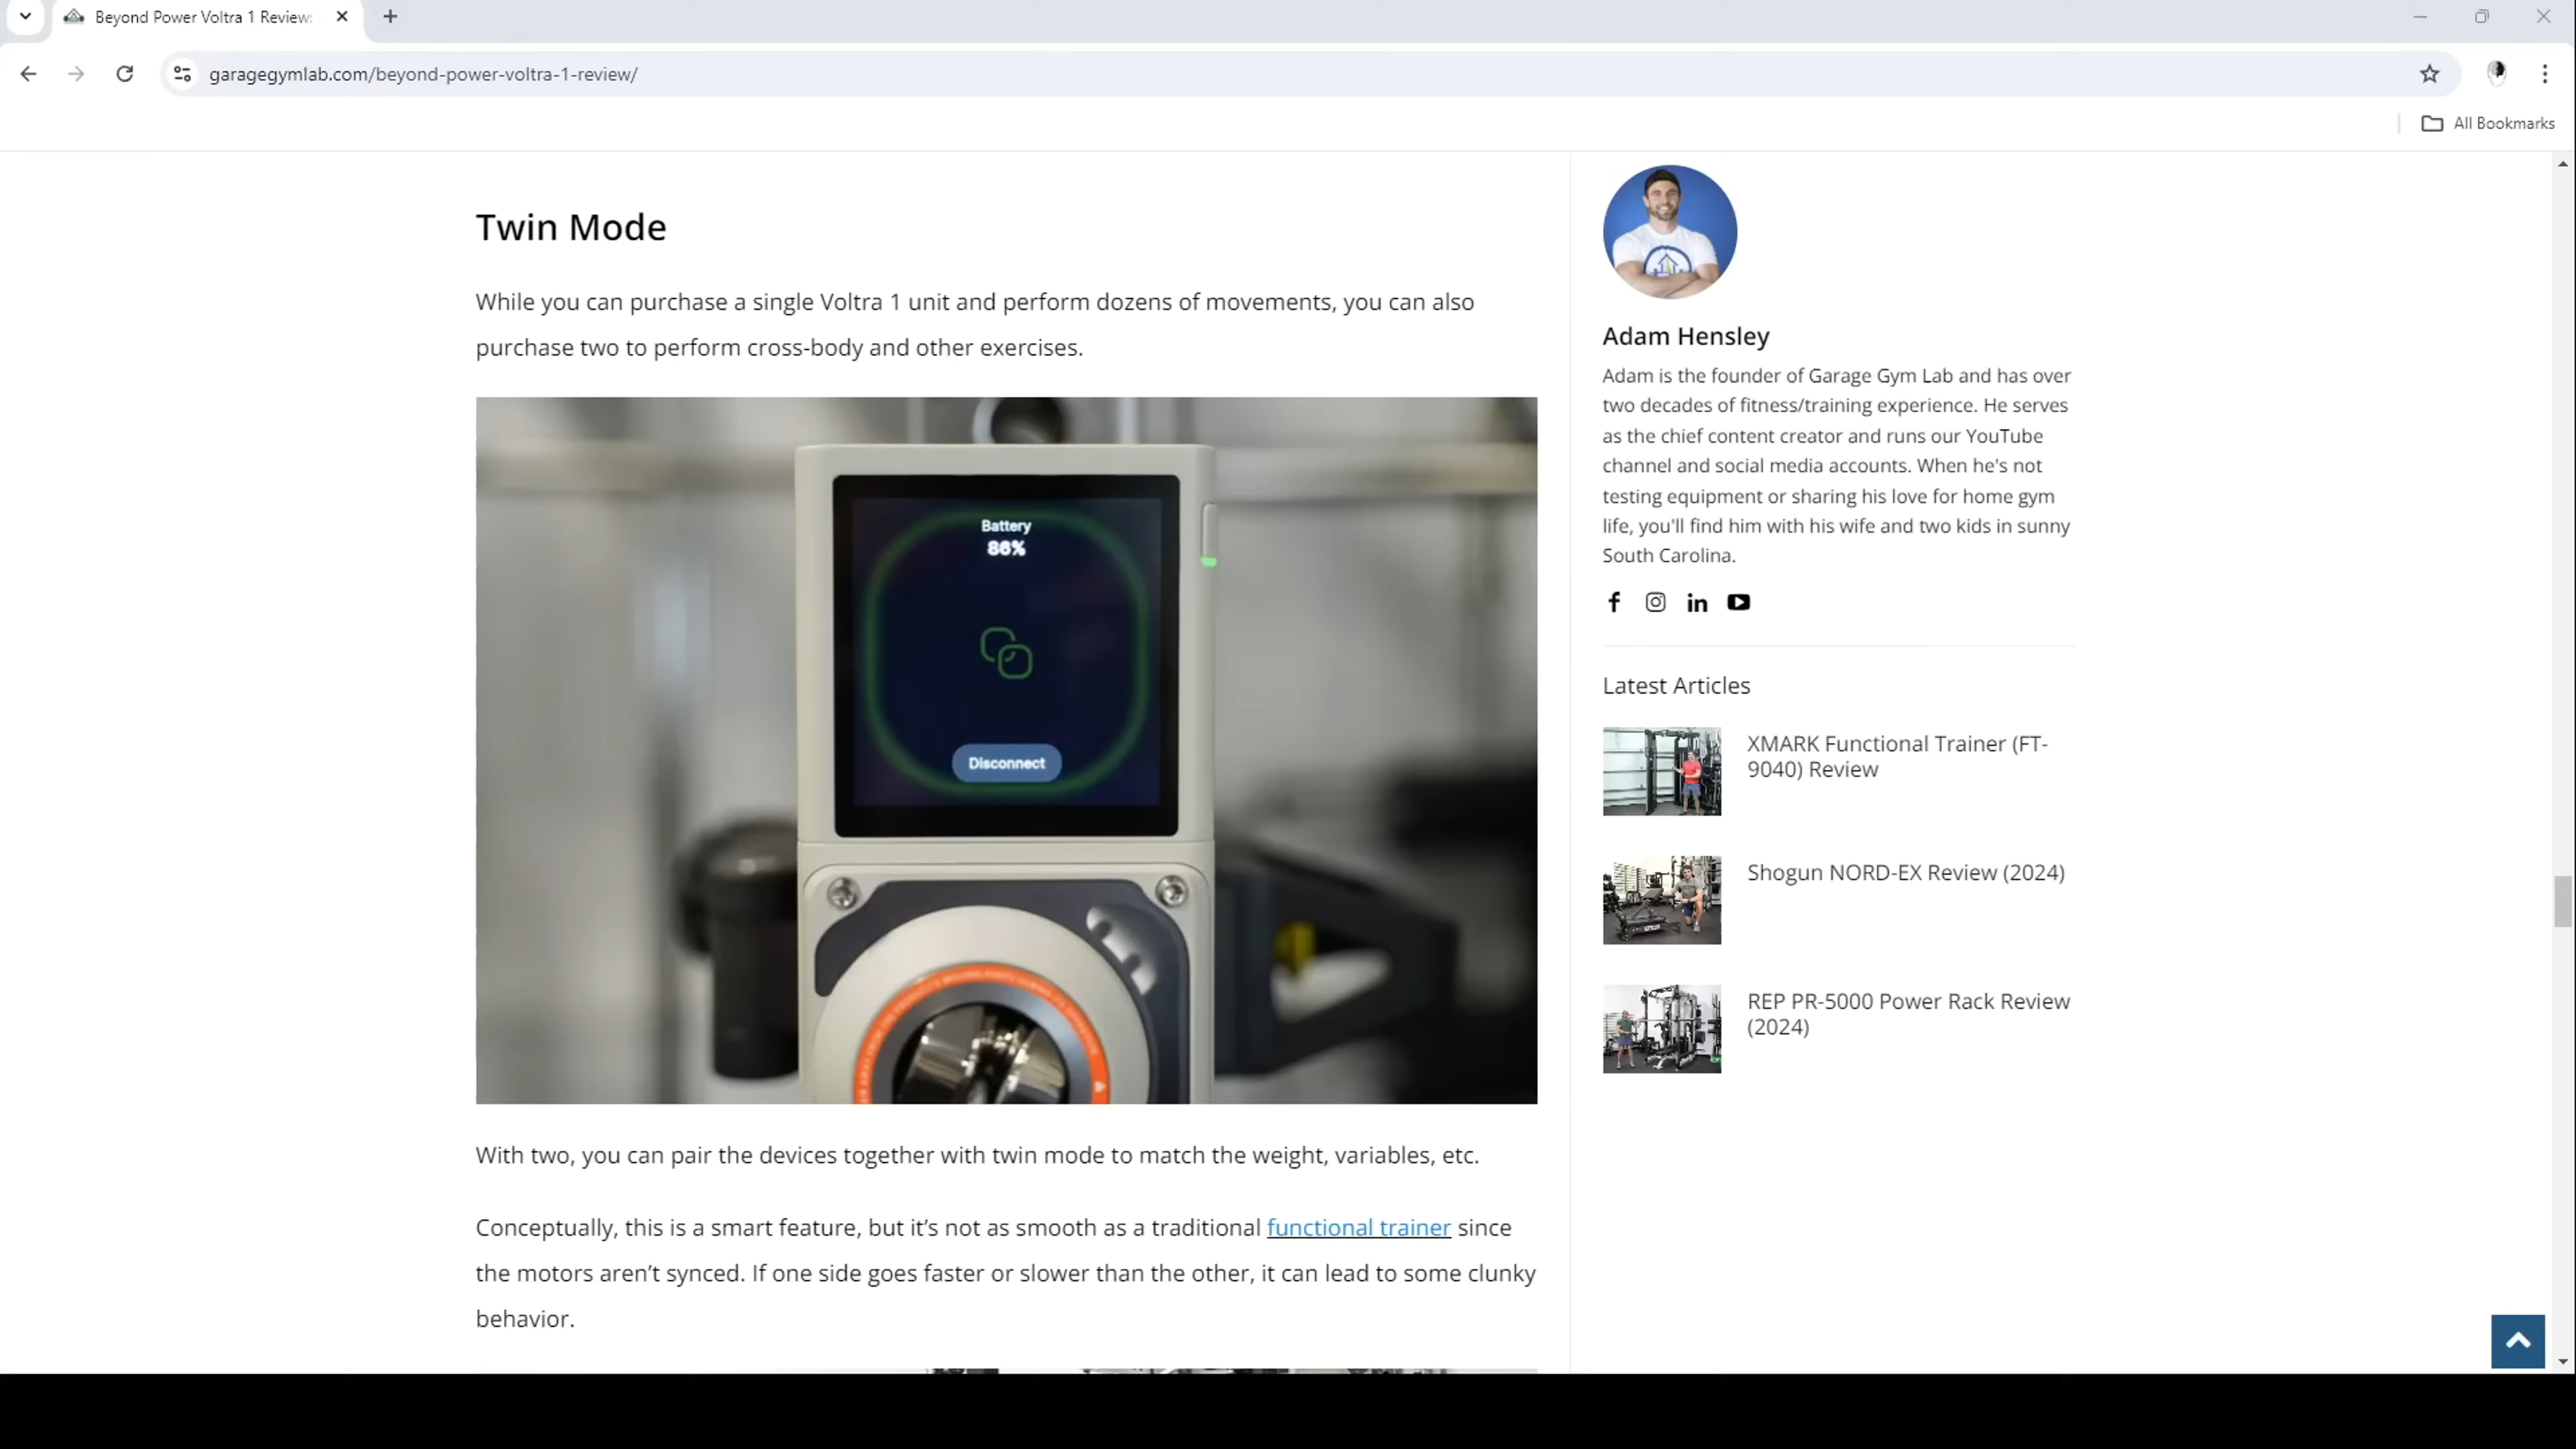 Beyond Power Voltra 1 Review:
garagegymlab.com/beyond-power-voltra-1-review/
All Bookmarks
Twin Mode
While you can purchase a single Voltra 1 unit and perform dozens of movements, you can also
purchase two to perform cross-body and other exercises.
Battery
86%
Disconnect
With two, you can pair the devices together with twin mode to match the weight, variables, etc.
Conceptually, this is a smart feature, but it’s not as smooth as a traditional functional trainer since
the motors aren’t synced. If one side goes faster or slower than the other, it can lead to some clunky
behavior.
Adam Hensley
Adam is the founder of Garage Gym Lab and has over
two decades of fitness/training experience. He serves
as the chief content creator and runs our YouTube
channel and social media accounts. When he's not
testing equipment or sharing his love for home gym
life, you'll find him with his wife and two kids in sunny
South Carolina.
Latest Articles
XMARK Functional Trainer (FT-
9040) Review
Shogun NORD-EX Review (2024)
REP PR-5000 Power Rack Review
(2024)